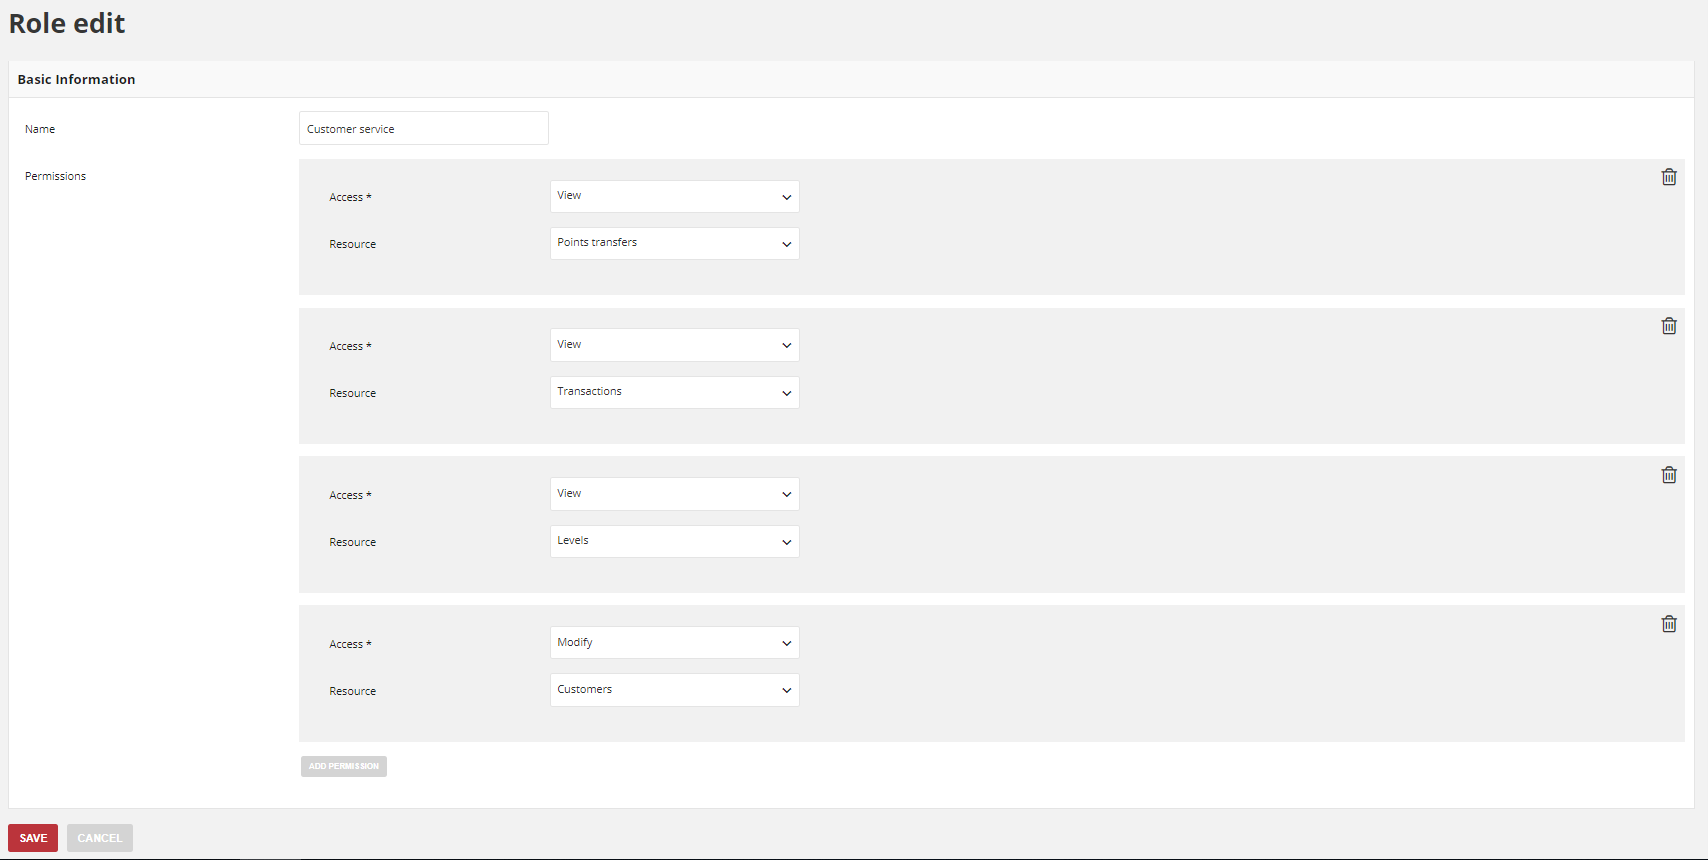 Role edit
Basic Information
Name
Customer service
Permissions
Access *
View
Resource
Points transfers
Access *
View
Resource
Transactions
Access *
View
Resource
Levels
Access *
Modify
Resource
Customers
ADD PERMISSION
SAVE
CANCEL